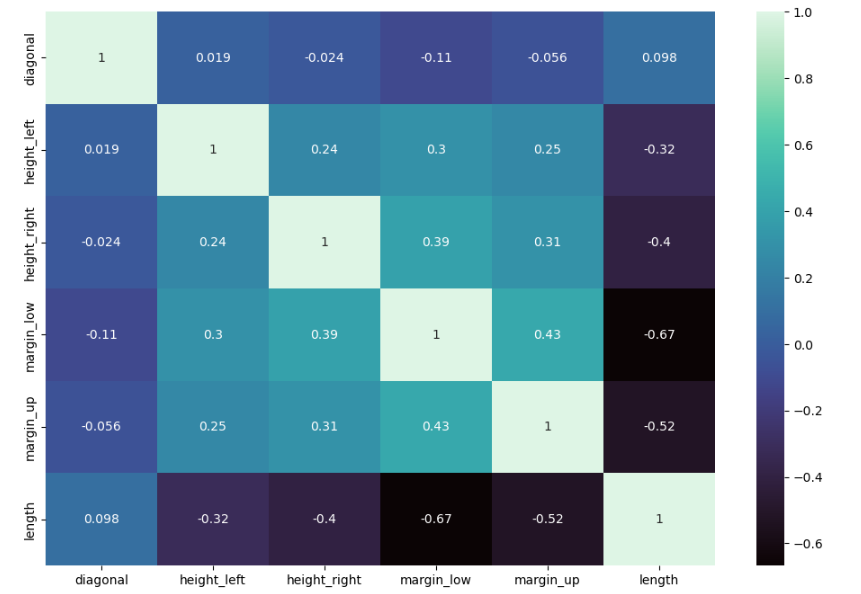 diagonal 1 0.019 -0.024 -0.11 -0.056 0.098
height_left 0.019 1 0.24 0.3 0.25 -0.32
height_right -0.024 0.24 1 0.39 0.31 -0.4
margin_low -0.11 0.3 0.39 1 0.43 -0.67
margin_up -0.056 0.25 0.31 0.43 1 -0.52
length 0.098 -0.32 -0.4 -0.67 -0.52 1
diagonal height_left height_right margin_low margin_up length
1.0
0.8
0.6
0.4
0.2
0.0
−0.2
−0.4
−0.6